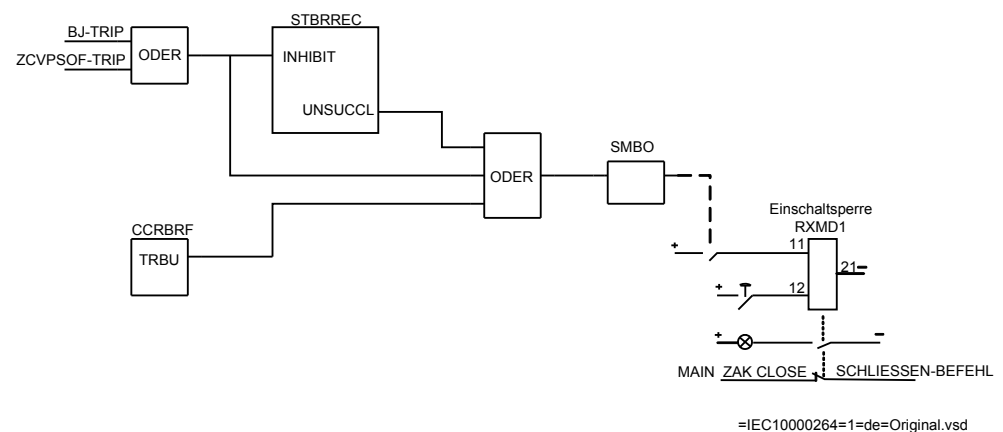 STBRREC
BJ-TRIP
ZCVPSOF-TRIP
ODER
INHIBIT
UNSUCCL
ODER
SMBO
CCRBRF
TRBU
Einschaltsperre
RXMD1
+
11
21
-
+
12
+
-
MAIN ZAK CLOSE
SCHLIESSEN-BEFEHL
=IEC10000264=1=de=Original.vsd